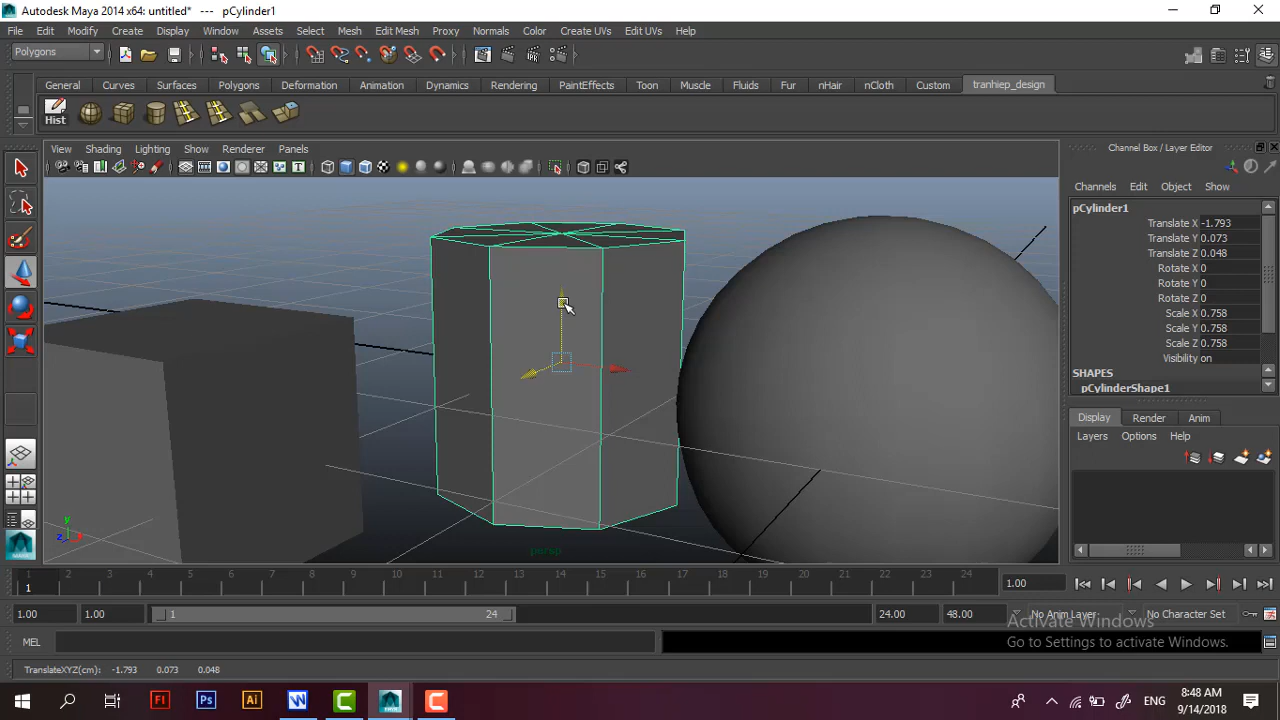 Autodesk Maya 2014 x64: untitled*   ---   pCylinder1
File Edit Modify Create Display Window Assets Select Mesh Edit Mesh Proxy Normals Color Create UVs Edit UVs Help
Polygons
General Curves Surfaces Polygons Deformation Animation Dynamics Rendering PaintEffects Toon Muscle Fluids Fur nHair nCloth Custom tranhiep_design
Hist
View Shading Lighting Show Renderer Panels
Channel Box / Layer Editor
Channels Edit Object Show
pCylinder1
Translate X -1.793
Translate Y 0.073
Translate Z 0.048
Rotate X 0
Rotate Y 0
Rotate Z 0
Scale X 0.758
Scale Y 0.758
Scale Z 0.758
Visibility on
SHAPES
pCylinderShape1
Display Render Anim
Layers Options Help
y
z
persp
1 2 3 4 5 6 7 8 9 10 11 12 13 14 15 16 17 18 19 20 21 22 23 24
1 1.00
1.00 1.00 1 24 24.00 48.00 No Anim Layer No Character Set
Activate Windows
Go to Settings to activate Windows.
MEL
TranslateXYZ(cm): -1.793 0.073 0.048
Fl Ps Ai W ENG
8:48 AM
9/14/2018